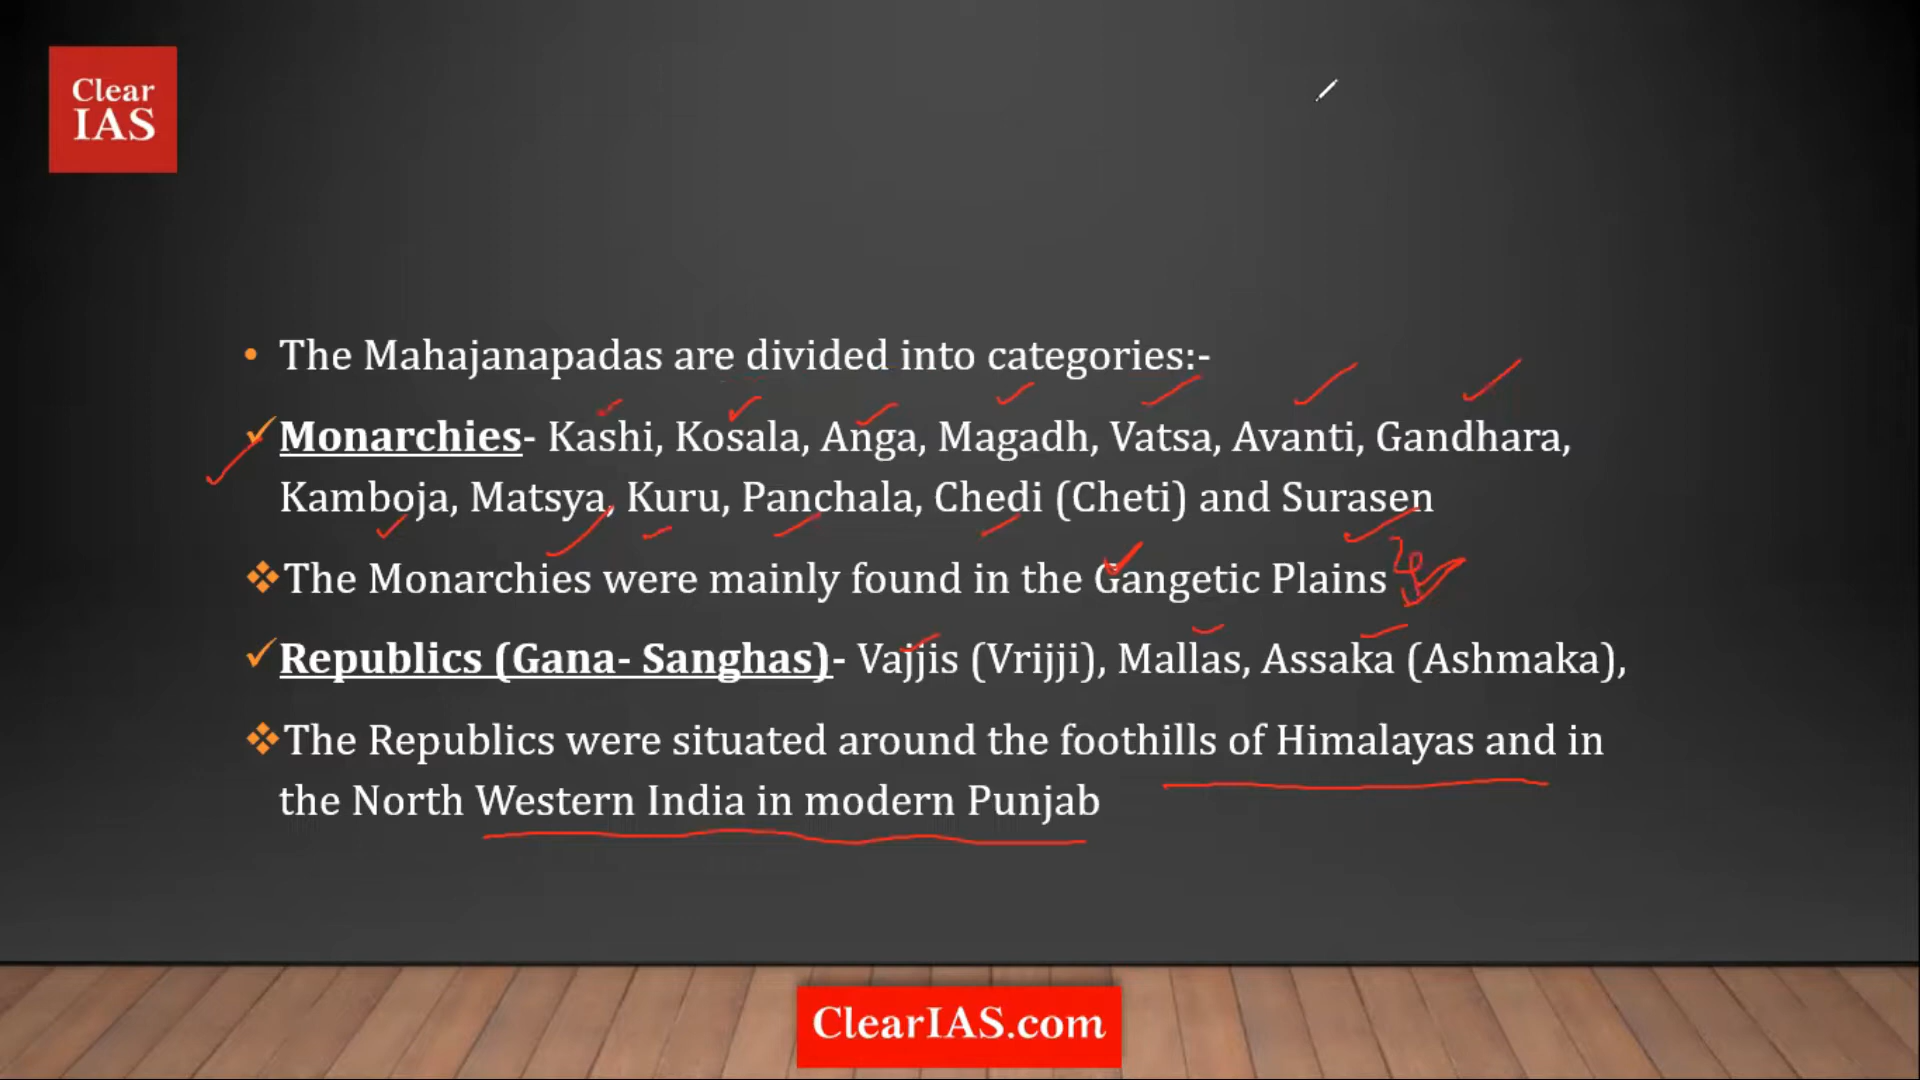 Clear
IAS
The Mahajanapadas are divided into categories:-
Monarchies- Kashi, Kosala, Anga, Magadh, Vatsa, Avanti, Gandhara,
Kamboja, Matsya, Kuru, Panchala, Chedi (Cheti) and Surasen
The Monarchies were mainly found in the Gangetic Plains
Republics (Gana- Sanghas)- Vajjis (Vrijji), Mallas, Assaka (Ashmaka),
The Republics were situated around the foothills of Himalayas and in
the North Western India in modern Punjab
ClearIAS.com